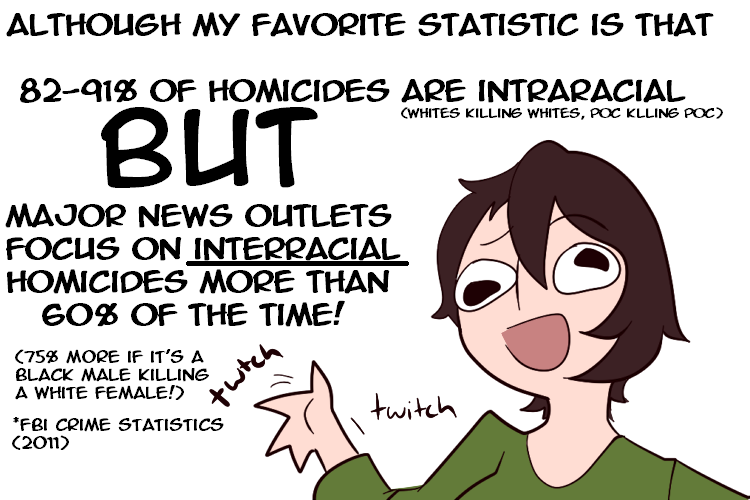 ALTHOUGH MY FAVORITE STATISTIC IS THAT
82-91% OF HOMICIDES ARE INTRARACIAL
(WHITES KILLING WHITES, POC KLLING POC)
BUT
MAJOR NEWS OUTLETS
FOCUS ON INTERRACIAL
HOMICIDES MORE THAN
60% OF THE TIME!
(75% MORE IF IT'S A
BLACK MALE KILLING
A WHITE FEMALE!)
*FBI CRIME STATISTICS
(2011)
twitch
twitch